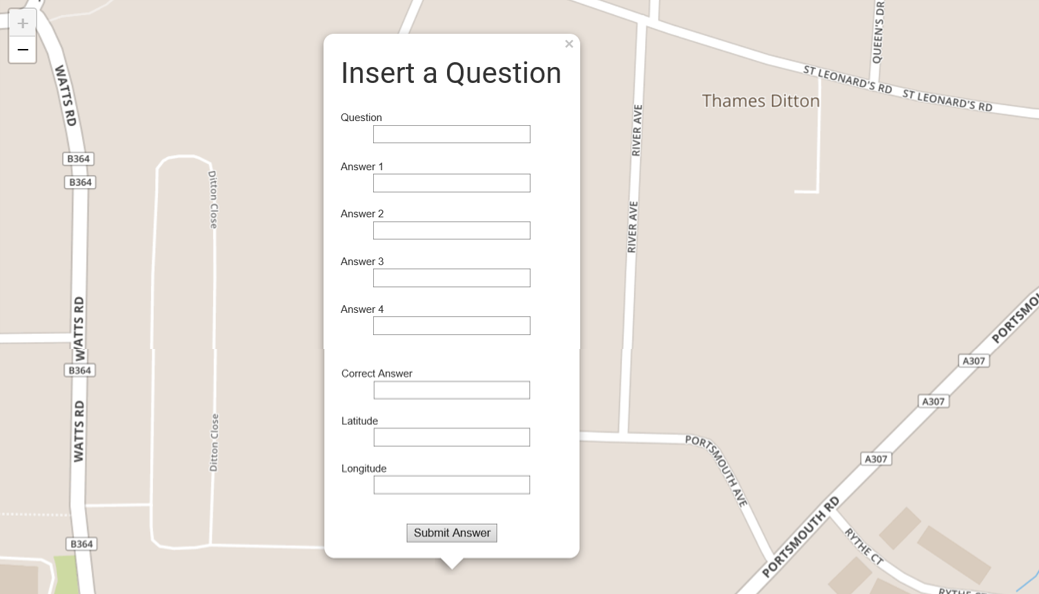 +
−
×
Insert a Question
Question
Answer 1
Answer 2
Answer 3
Answer 4
Correct Answer
Latitude
Longitude
Submit Answer
WATTS RD
B364
B364
WATTS RD
B364
WATTS RD
B364
Ditton Close
Ditton Close
RIVER AVE
RIVER AVE
QUEEN'S DR
ST LEONARD'S RD
ST LEONARD'S RD
Thames Ditton
PORTSMOU
A307
A307
A307
PORTSMOUTH AVE
PORTSMOUTH RD
RYTHE CT